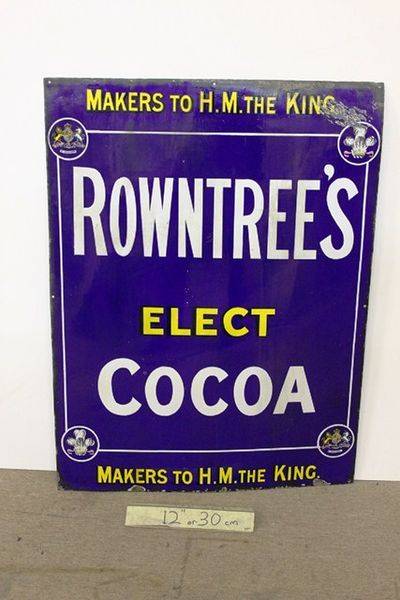 MAKERS TO H.M. THE KING
ROWNTREE'S
ELECT
COCOA
MAKERS TO H.M. THE KING.
12" or 30 cm